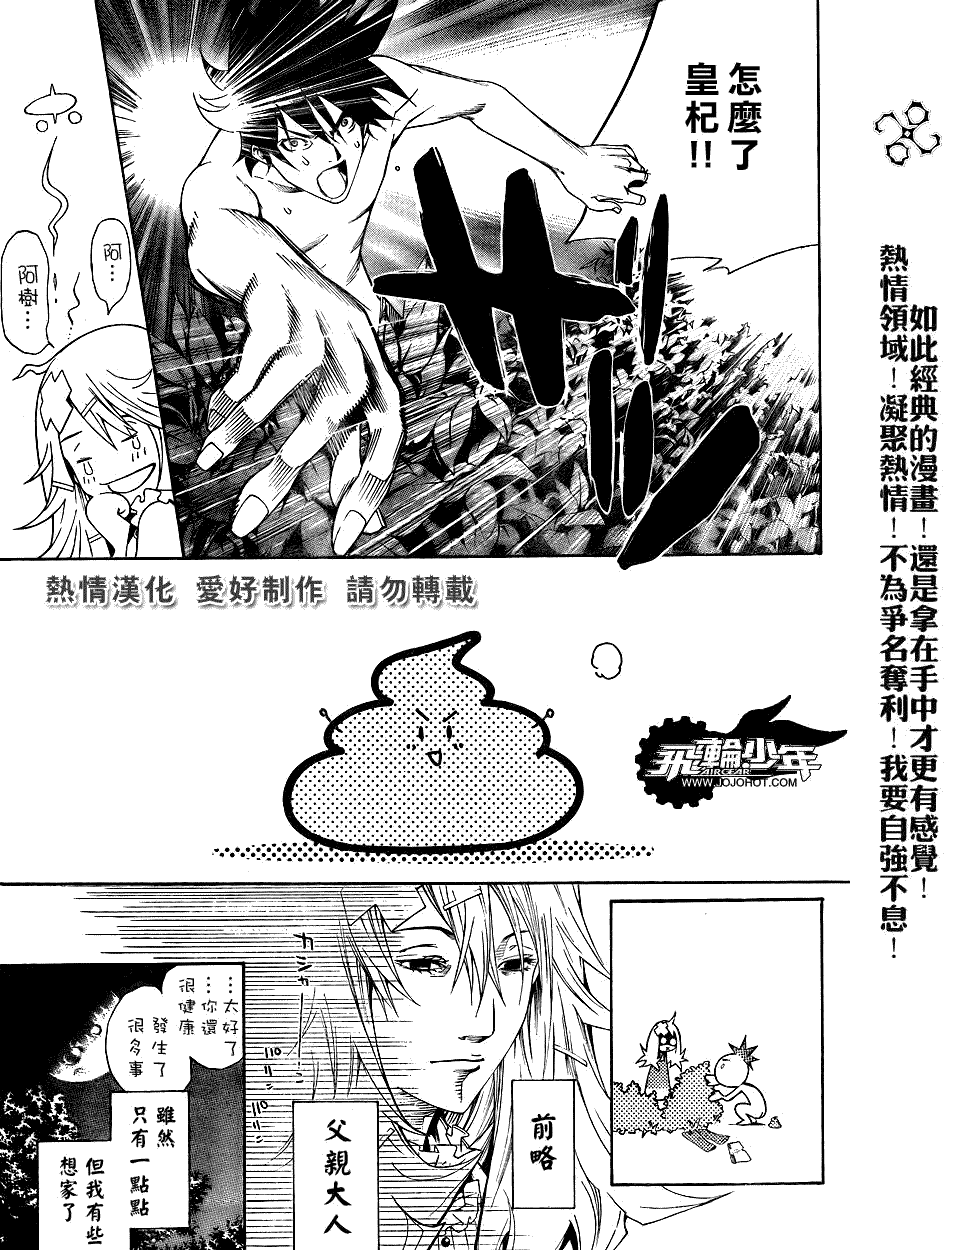 怎麼了
皇杞!!
阿…
阿樹…
如此經典的漫畫！還是拿在手中才更有感覺！
熱情領域！凝聚熱情！不為爭名奪利！我要自強不息！
熱情漢化 愛好制作 請勿轉載
飛輪少年
AIRGEAR
WWW.JOJOHOT.COM
前略
父親大人
…太好了
…你還
很健康
發生了
很多事
雖然
只有一點點
但我有些
想家了